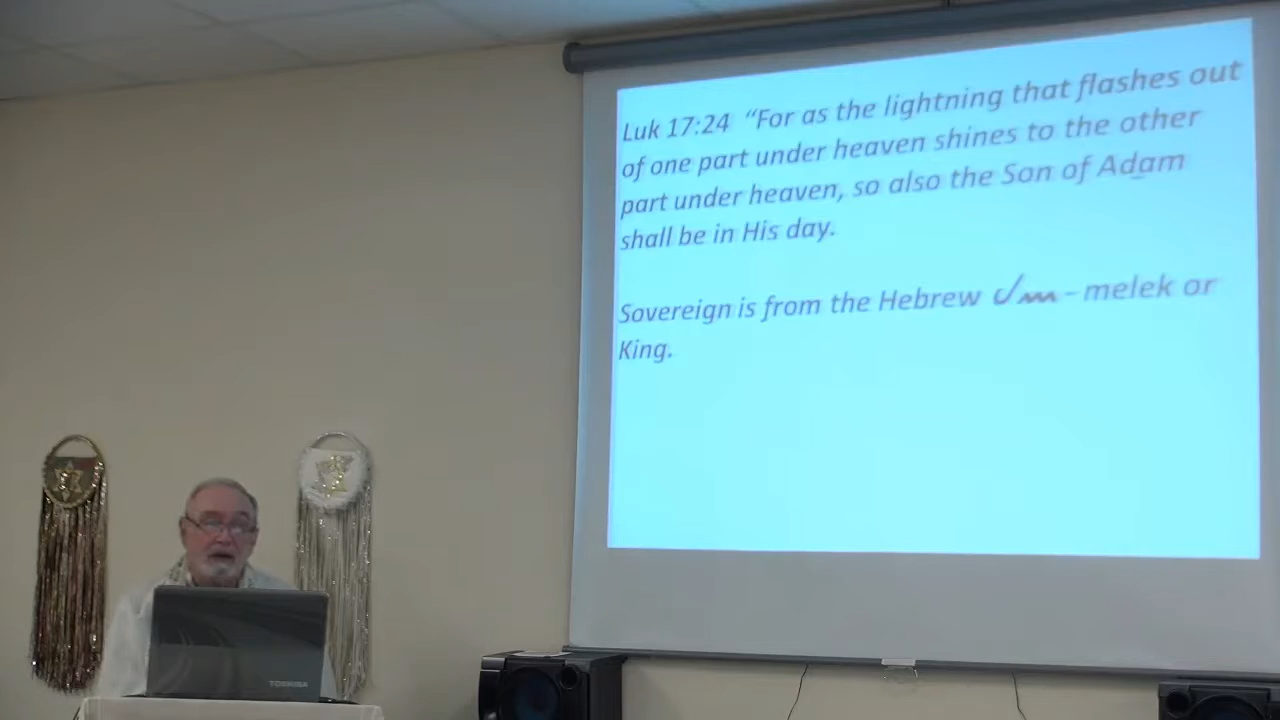 Luk 17:24 “For as the lightning that flashes out
of one part under heaven shines to the other
part under heaven, so also the Son of Adam
shall be in His day.
Sovereign is from the Hebrew - melek or
King.
TOSHIBA